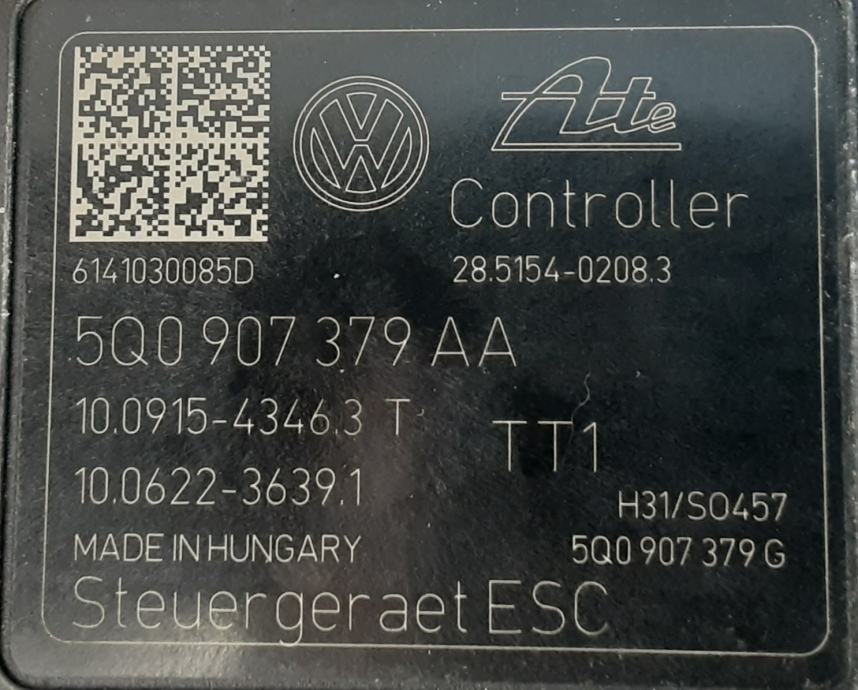 Ate
Controller
6141030085D
28.5154-0208.3
5Q0 907 379 AA
10.0915-4346.3 T
TT1
10.0622-3639.1
H31/SO457
MADE IN HUNGARY
5Q0 907 379 G
Steuergeraet ESC